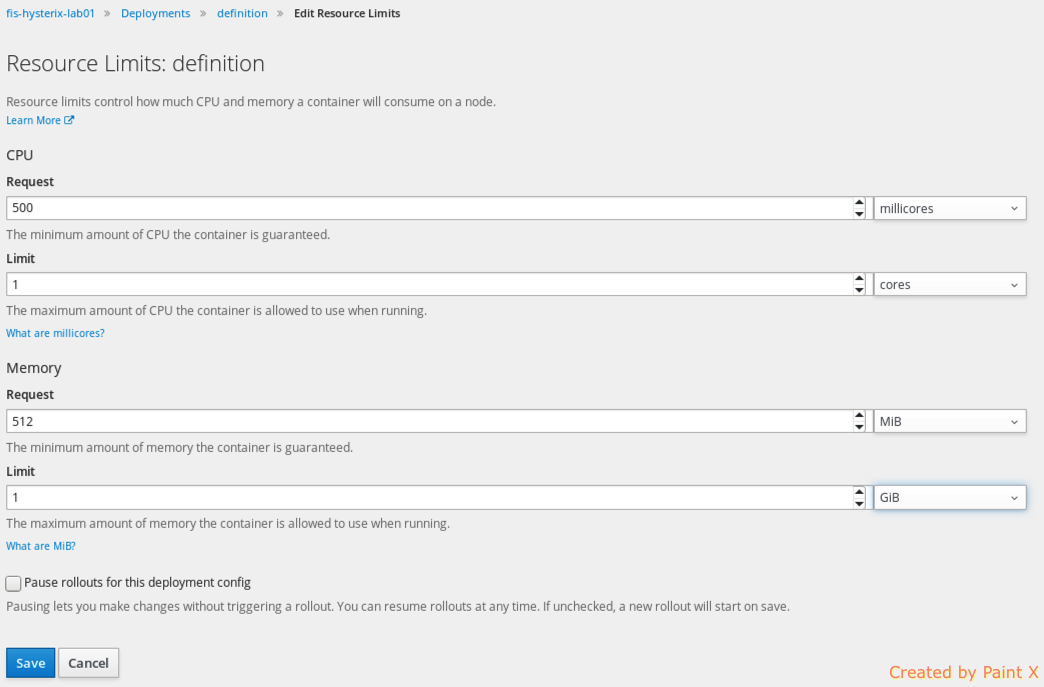 fis-hysterix-lab01 » Deployments » definition » Edit Resource Limits
Resource Limits: definition
Resource limits control how much CPU and memory a container will consume on a node.
Learn More
CPU
Request
500 millicores
The minimum amount of CPU the container is guaranteed.
Limit
1 cores
The maximum amount of CPU the container is allowed to use when running.
What are millicores?
Memory
Request
512 MiB
The minimum amount of memory the container is guaranteed.
Limit
1 GiB
The maximum amount of memory the container is allowed to use when running.
What are MiB?
Pause rollouts for this deployment config
Pausing lets you make changes without triggering a rollout. You can resume rollouts at any time. If unchecked, a new rollout will start on save.
Save Cancel
Created by Paint X